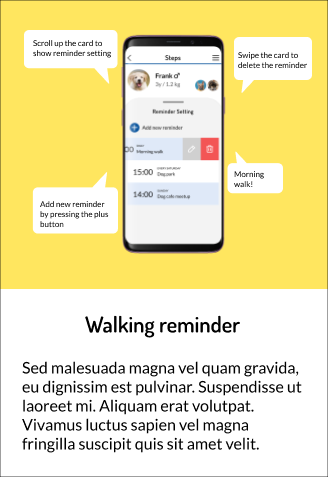 Scroll up the card to
show reminder setting
Swipe the card to
delete the reminder
Steps
Frank♂
3y / 1.2 kg
Reminder Setting
Add new reminder
00
Morning walk
15:00
EVERY SATURDAY
Dog park
14:00
SUNDAY
Dog cafe meetup
Morning
walk!
Add new reminder
by pressing the plus
button
Walking reminder
Sed malesuada magna vel quam gravida,
eu dignissim est pulvinar. Suspendisse ut
laoreet mi. Aliquam erat volutpat.
Vivamus luctus sapien vel magna
fringilla suscipit quis sit amet velit.